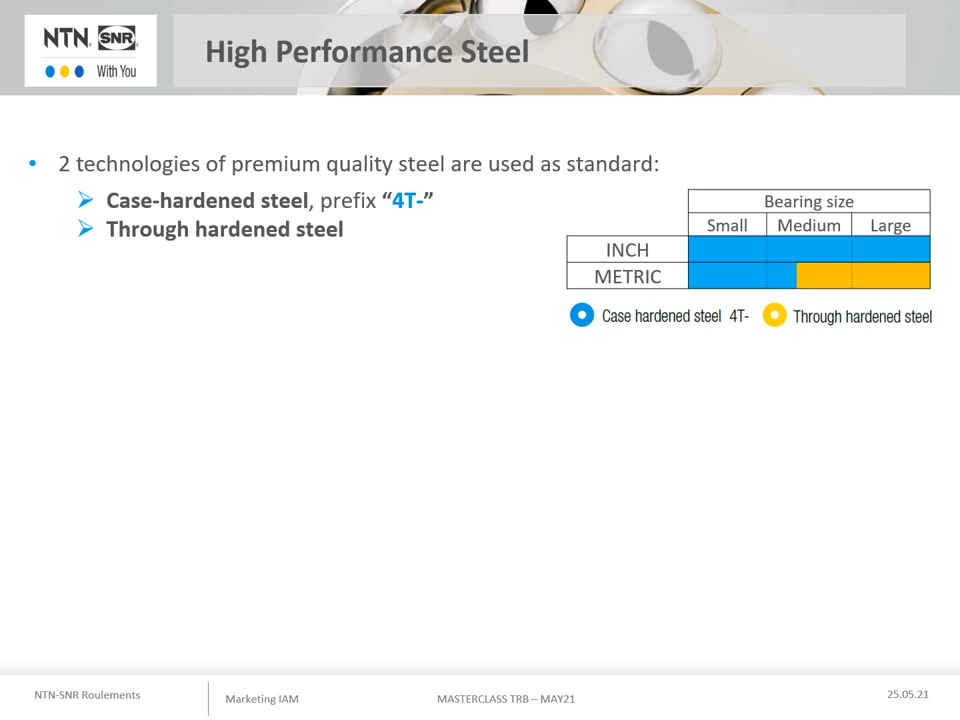 NTN. SNR
With You
High Performance Steel
• 2 technologies of premium quality steel are used as standard:
➢ Case-hardened steel, prefix “4T-”
➢ Through hardened steel
Bearing size
Small Medium Large
INCH
METRIC
Case hardened steel 4T- Through hardened steel
NTN-SNR Roulements
Marketing IAM
MASTERCLASS TRB – MAY21
25.05.21